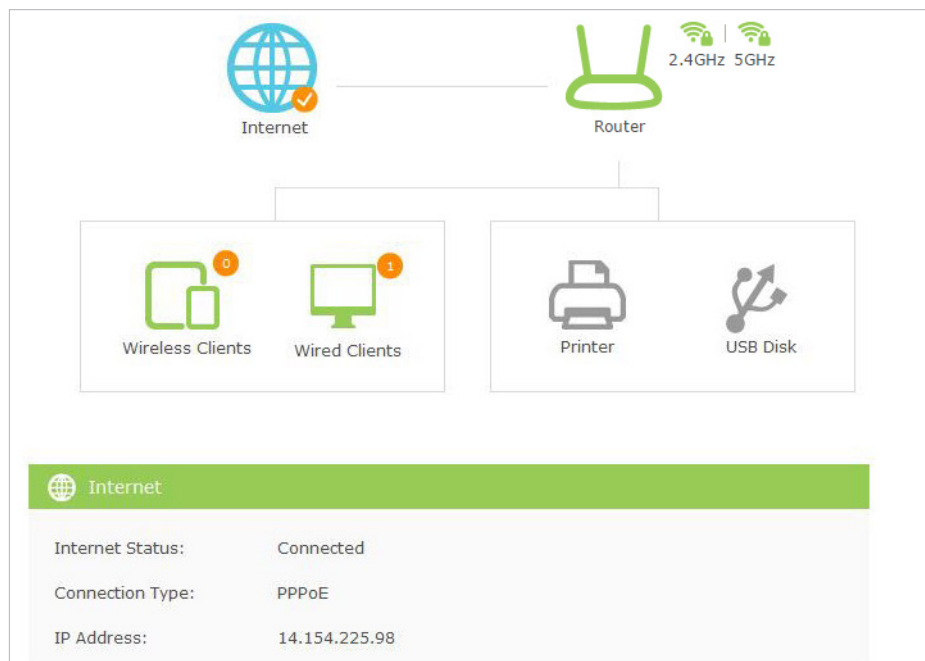 2.4GHz 5GHz
Internet Router
0 1
Wireless Clients Wired Clients Printer USB Disk
Internet
Internet Status: Connected
Connection Type: PPPoE
IP Address: 14.154.225.98